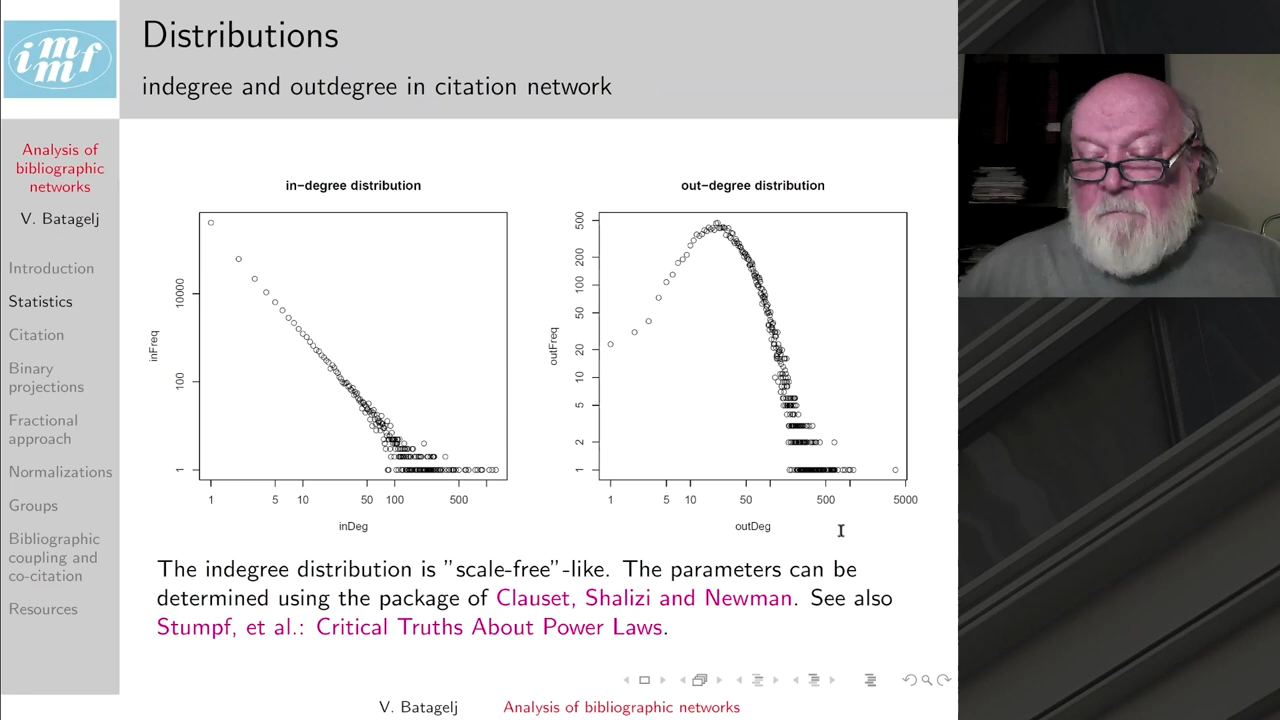 immf
Distributions
indegree and outdegree in citation network
Analysis of
bibliographic
networks
V. Batagelj
Introduction
Statistics
Citation
Binary
projections
Fractional
approach
Normalizations
Groups
Bibliographic
coupling and
co-citation
Resources
in−degree distribution
inFreq
10000
100
1
1 5 10 50 100 500
inDeg
out−degree distribution
outFreq
500
200
100
50
20
10
5
2
1
1 5 10 50 500 5000
outDeg
The indegree distribution is ”scale-free”-like. The parameters can be
determined using the package of Clauset, Shalizi and Newman. See also
Stumpf, et al.: Critical Truths About Power Laws.
V. Batagelj Analysis of bibliographic networks